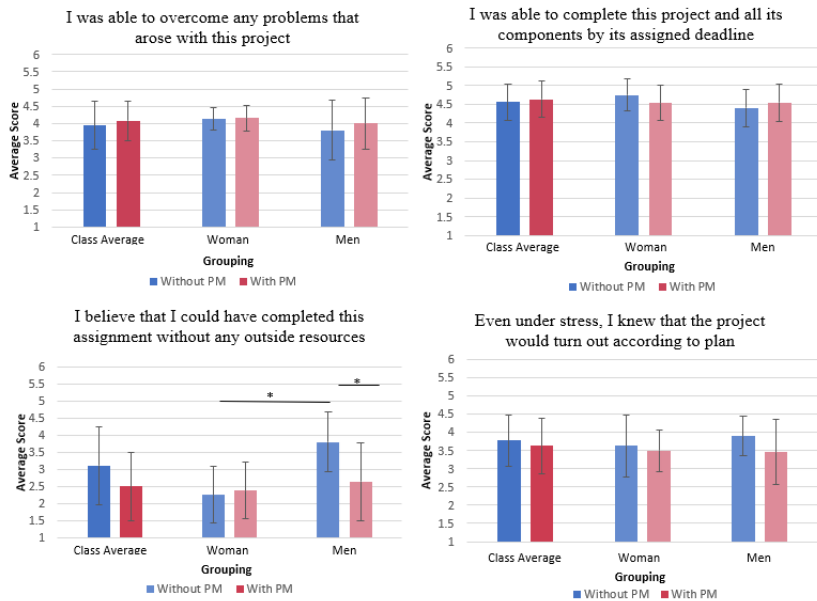 I was able to overcome any problems that
arose with this project
6
5.5
5
4.5
4
3.5
3
2.5
2
1.5
1
Average Score
Class Average Woman Men
Grouping
Without PM With PM
I was able to complete this project and all its
components by its assigned deadline
6
5.5
5
4.5
4
3.5
3
2.5
2
1.5
1
Average Score
Class Average Woman Men
Grouping
Without PM With PM
I believe that I could have completed this
assignment without any outside resources
6
5.5
5
4.5
4
3.5
3
2.5
2
1.5
1
Average Score
*
*
Class Average Woman Men
Grouping
Without PM With PM
Even under stress, I knew that the project
would turn out according to plan
6
5.5
5
4.5
4
3.5
3
2.5
2
1.5
1
Average Score
Class Average Woman Men
Grouping
Without PM With PM